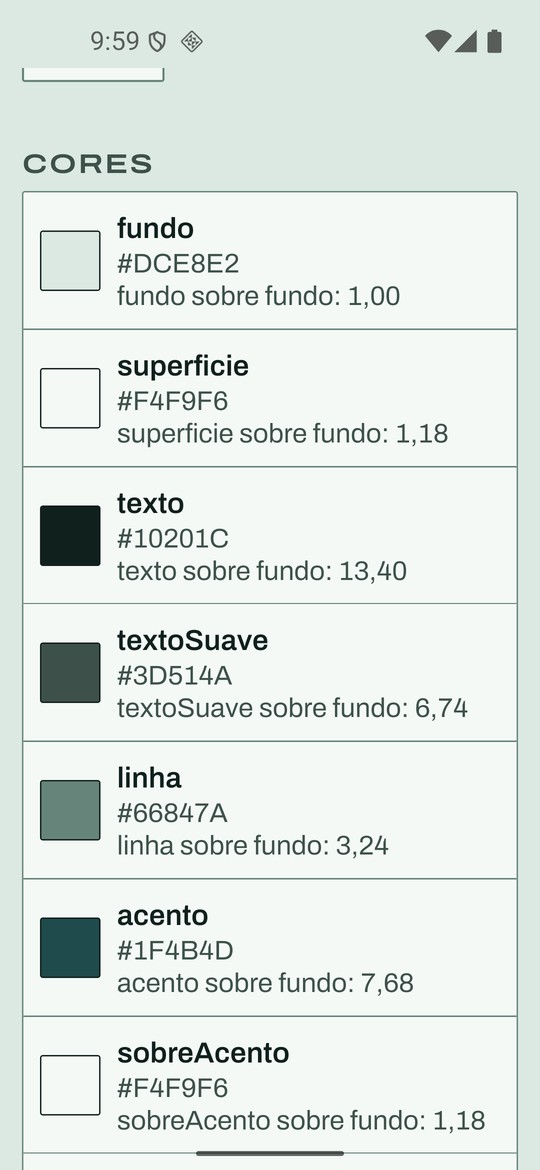 9:59
CORES
fundo
#DCE8E2
fundo sobre fundo: 1,00
superficie
#F4F9F6
superficie sobre fundo: 1,18
texto
#10201C
texto sobre fundo: 13,40
textoSuave
#3D514A
textoSuave sobre fundo: 6,74
linha
#66847A
linha sobre fundo: 3,24
acento
#1F4B4D
acento sobre fundo: 7,68
sobreAcento
#F4F9F6
sobreAcento sobre fundo: 1,18